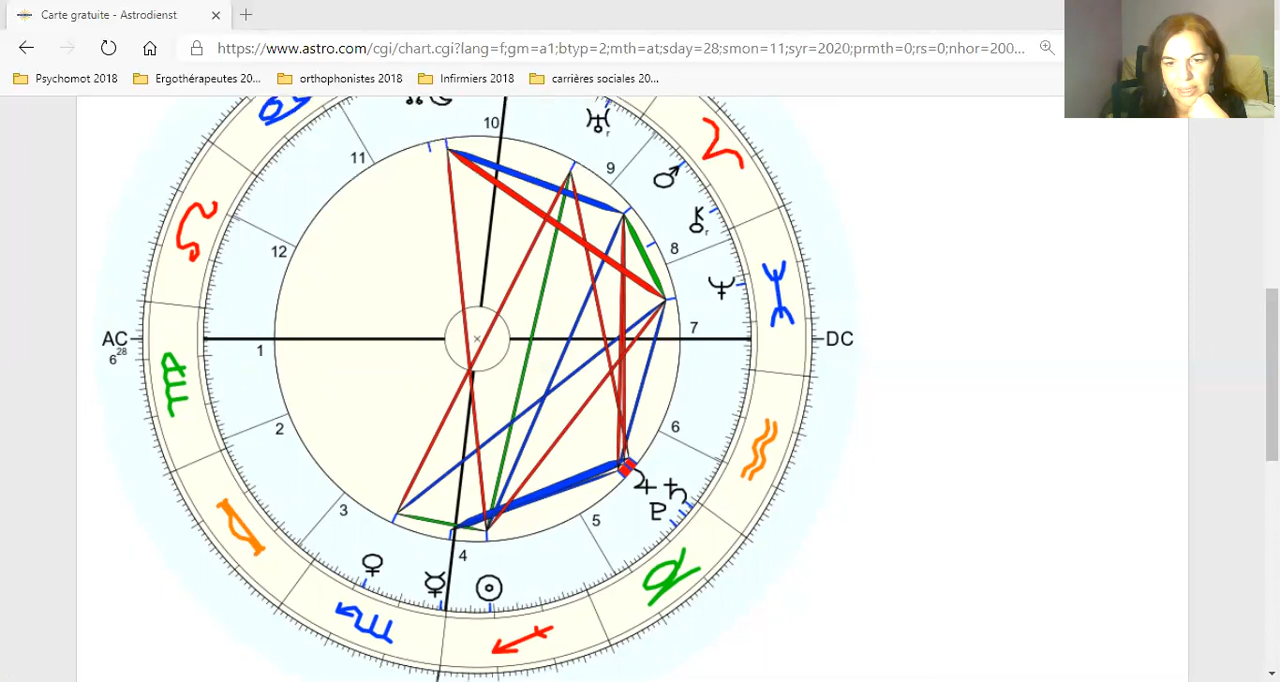 Carte gratuite - Astrodienst
https://www.astro.com/cgi/chart.cgi?lang=f;gm=a1;btyp=2;mth=at;sday=28;smon=11;syr=2020;prmth=0;rs=0;nhor=200...
Psychomot 2018 Ergothérapeutes 20... orthophonistes 2018 Infirmiers 2018 carrières sociales 20...
10
11
9
12
8
AC
6 28
1
7
DC
2
6
3
5
4